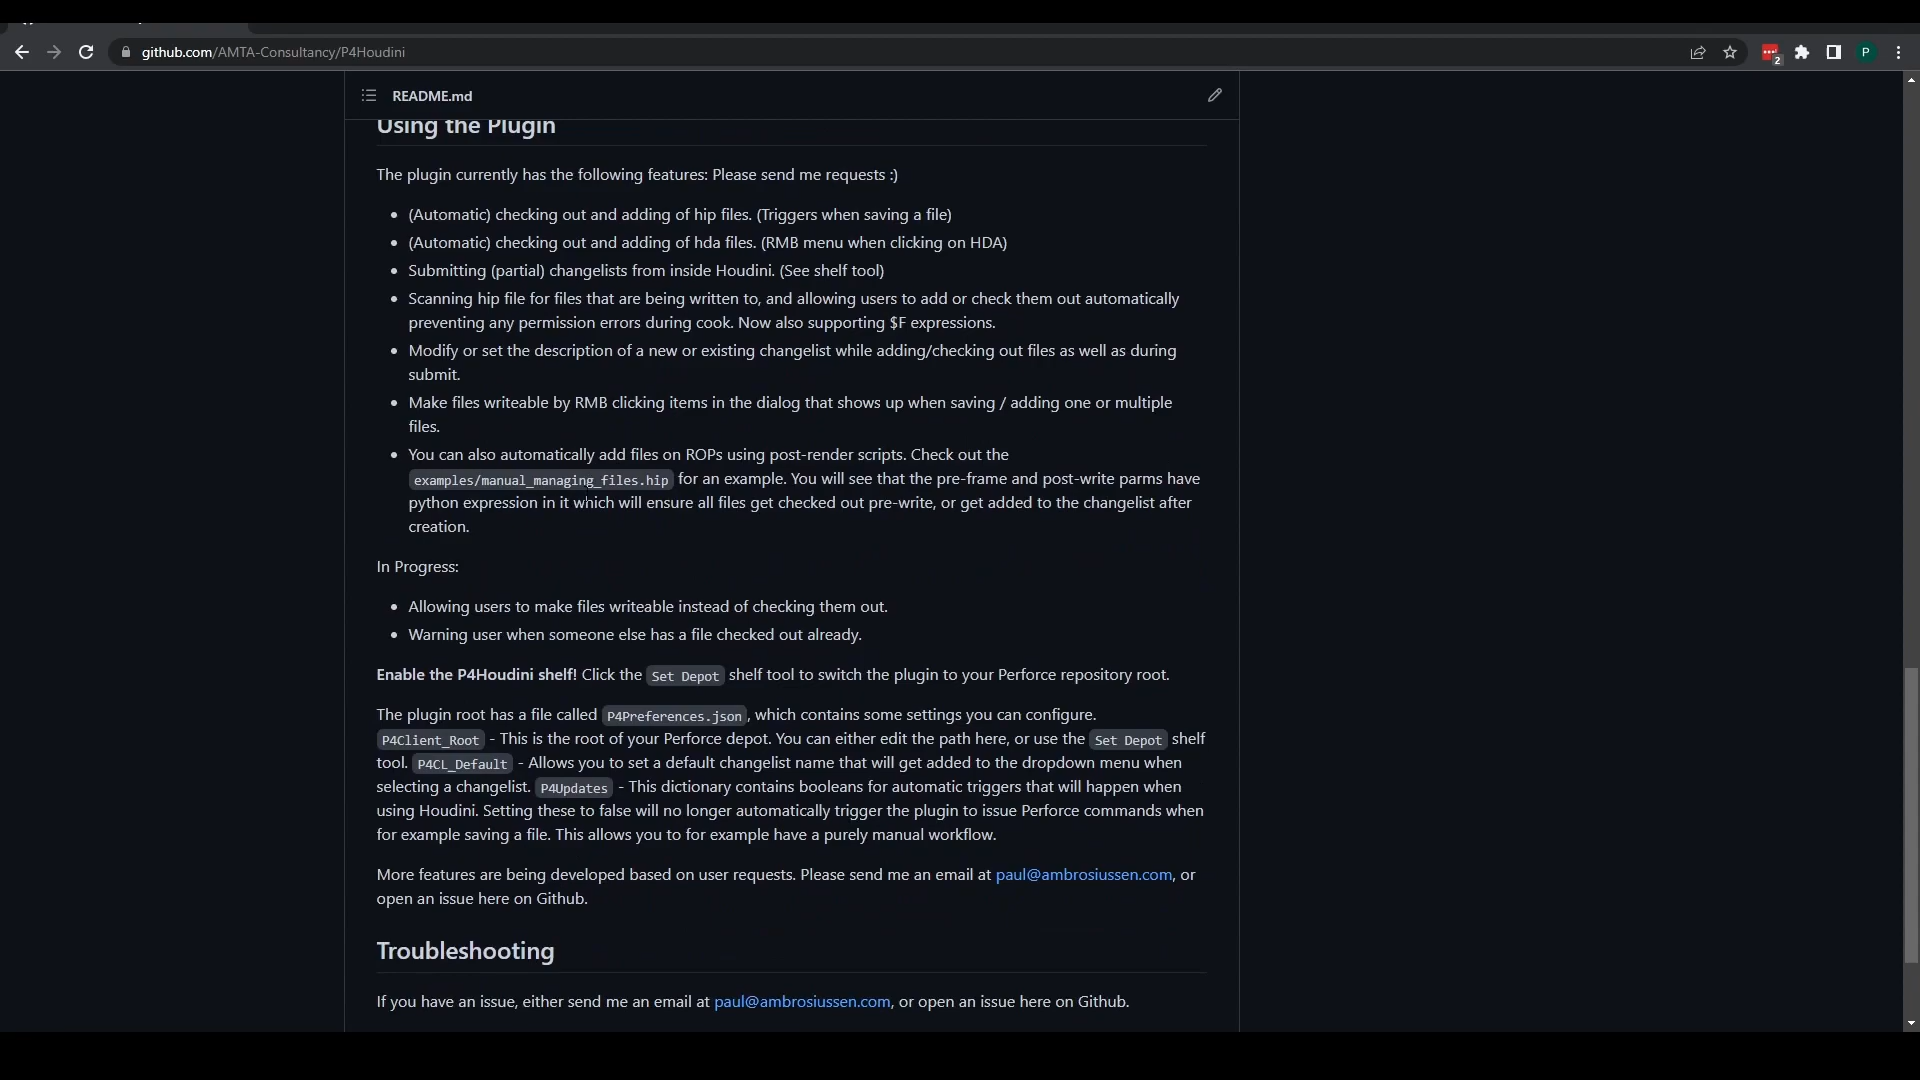 github.com/AMTA-Consultancy/P4Houdini
2
P
README.md
Using the Plugin
The plugin currently has the following features: Please send me requests :)
• (Automatic) checking out and adding of hip files. (Triggers when saving a file)
• (Automatic) checking out and adding of hda files. (RMB menu when clicking on HDA)
• Submitting (partial) changelists from inside Houdini. (See shelf tool)
• Scanning hip file for files that are being written to, and allowing users to add or check them out automatically
preventing any permission errors during cook. Now also supporting $F expressions.
• Modify or set the description of a new or existing changelist while adding/checking out files as well as during
submit.
• Make files writeable by RMB clicking items in the dialog that shows up when saving / adding one or multiple
files.
• You can also automatically add files on ROPs using post-render scripts. Check out the
examples/manual_managing_files.hip for an example. You will see that the pre-frame and post-write parms have
python expression in it which will ensure all files get checked out pre-write, or get added to the changelist after
creation.
In Progress:
• Allowing users to make files writeable instead of checking them out.
• Warning user when someone else has a file checked out already.
Enable the P4Houdini shelf! Click the Set Depot shelf tool to switch the plugin to your Perforce repository root.
The plugin root has a file called P4Preferences.json, which contains some settings you can configure.
P4Client_Root - This is the root of your Perforce depot. You can either edit the path here, or use the Set Depot shelf
tool. P4CL_Default - Allows you to set a default changelist name that will get added to the dropdown menu when
selecting a changelist. P4Updates - This dictionary contains booleans for automatic triggers that will happen when
using Houdini. Setting these to false will no longer automatically trigger the plugin to issue Perforce commands when
for example saving a file. This allows you to for example have a purely manual workflow.
More features are being developed based on user requests. Please send me an email at paul@ambrosiussen.com, or
open an issue here on Github.
Troubleshooting
If you have an issue, either send me an email at paul@ambrosiussen.com, or open an issue here on Github.